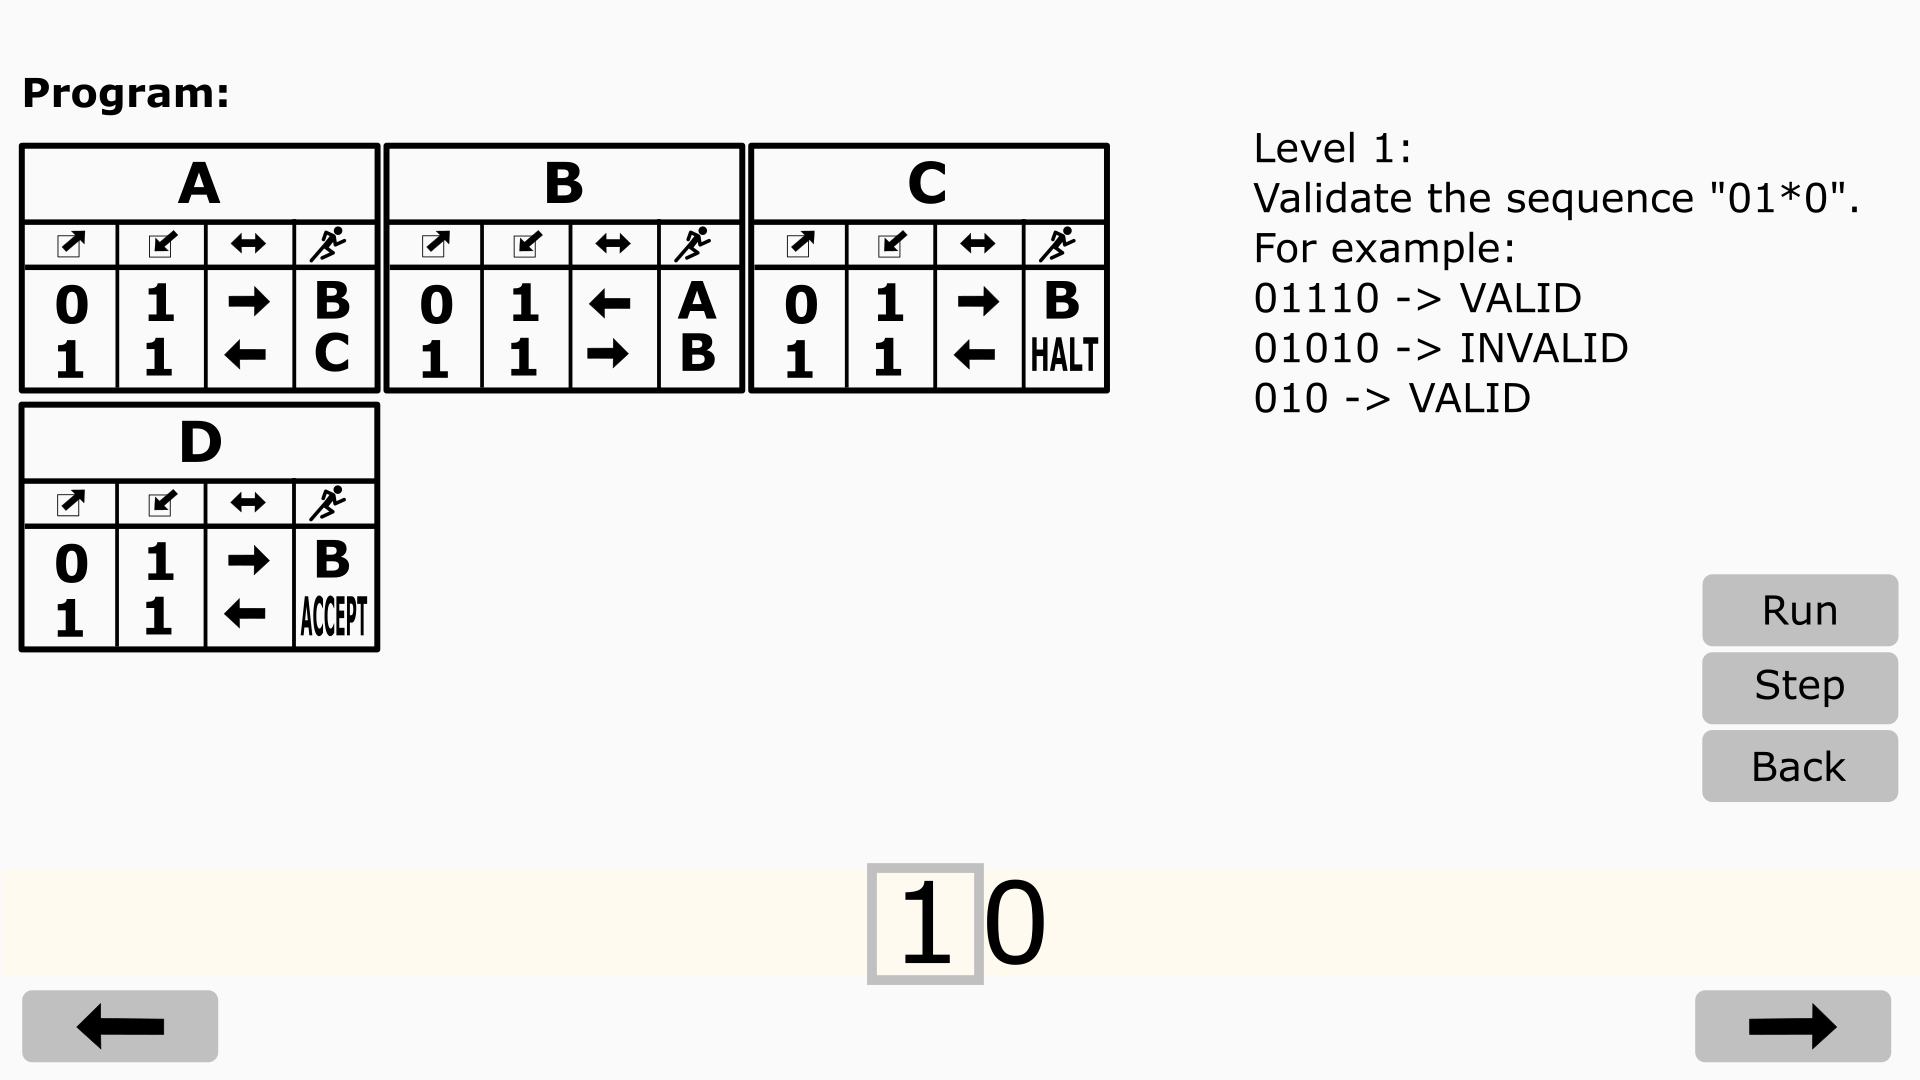 Program:
A
B
C
0 1 → B
1 1 ← C
0 1 ← A
1 1 → B
0 1 → B
1 1 ← HALT
D
0 1 → B
1 1 ← ACCEPT
Level 1:
Validate the sequence "01*0".
For example:
01110 -> VALID
01010 -> INVALID
010 -> VALID
Run
Step
Back
10